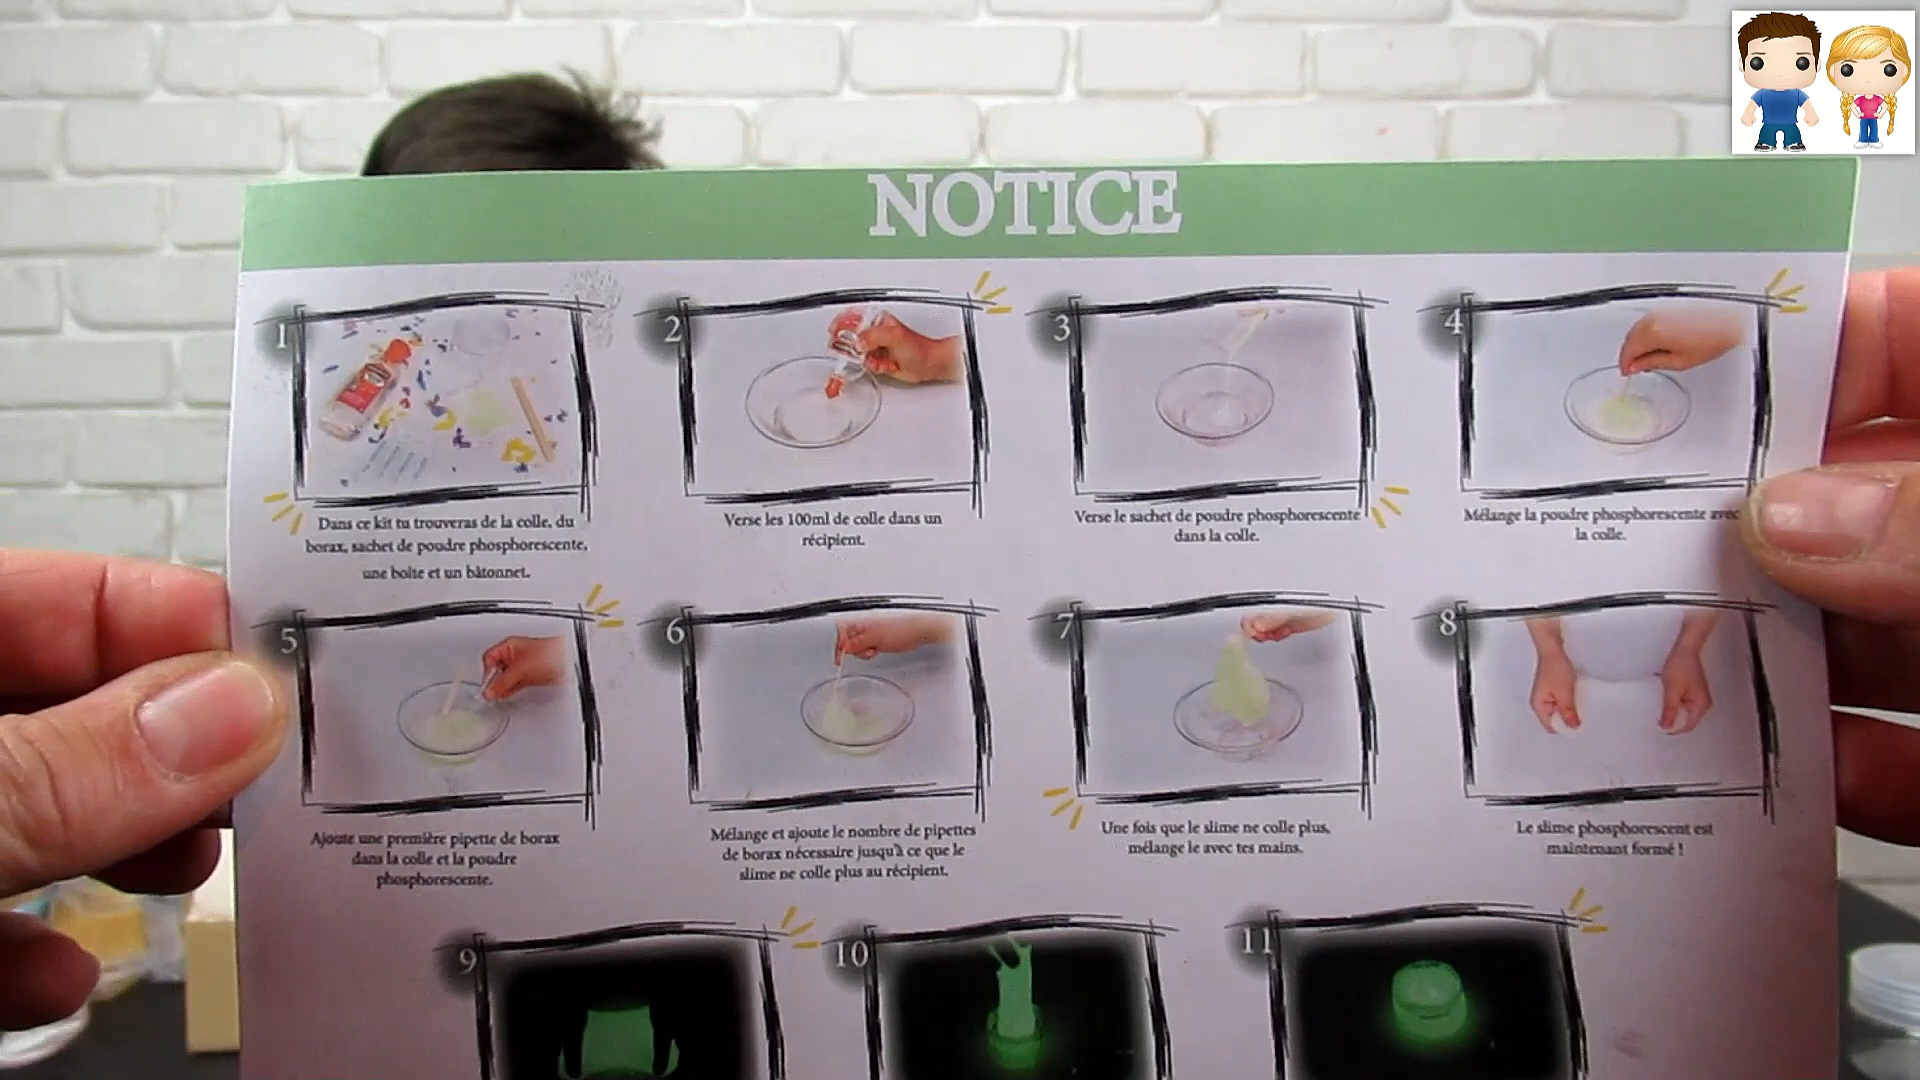 NOTICE
1
2
3
4
Dans ce kit tu trouveras de la colle, du
borax, sachet de poudre phosphorescente,
une boîte et un bâtonnet.
Verse les 100ml de colle dans un
récipient.
Verse le sachet de poudre phosphorescente
dans la colle.
Mélange la poudre phosphorescente avec
la colle.
5
6
7
8
Ajoute une première pipette de borax
dans la colle et la poudre
phosphorescente.
Mélange et ajoute le nombre de pipettes
de borax nécessaire jusqu'à ce que le
slime ne colle plus au récipient.
Une fois que le slime ne colle plus,
mélange le avec tes mains.
Le slime phosphorescent est
maintenant formé !
9
10
11